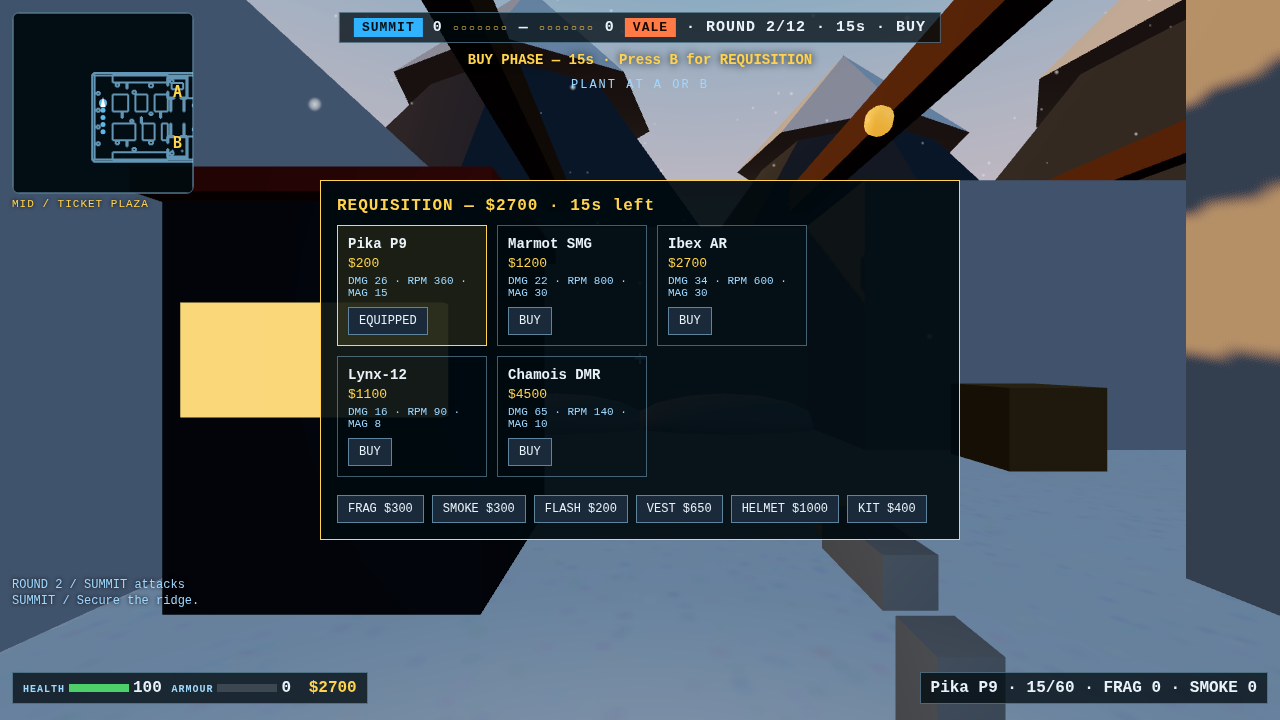 SUMMIT 0 ▫▫▫▫▫▫▫ — ▫▫▫▫▫▫▫ 0 VALE · ROUND 2/12 · 15s · BUY
BUY PHASE — 15s · Press B for REQUISITION
PLANT AT A OR B
A
B
MID / TICKET PLAZA
REQUISITION — $2700 · 15s left
Pika P9
$200
DMG 26 · RPM 360 ·
MAG 15
EQUIPPED
Marmot SMG
$1200
DMG 22 · RPM 800 ·
MAG 30
BUY
Ibex AR
$2700
DMG 34 · RPM 600 ·
MAG 30
BUY
Lynx-12
$1100
DMG 16 · RPM 90 ·
MAG 8
BUY
Chamois DMR
$4500
DMG 65 · RPM 140 ·
MAG 10
BUY
FRAG $300 SMOKE $300 FLASH $200 VEST $650 HELMET $1000 KIT $400
ROUND 2 / SUMMIT attacks
SUMMIT / Secure the ridge.
HEALTH 100 ARMOUR 0 $2700
Pika P9 · 15/60 · FRAG 0 · SMOKE 0